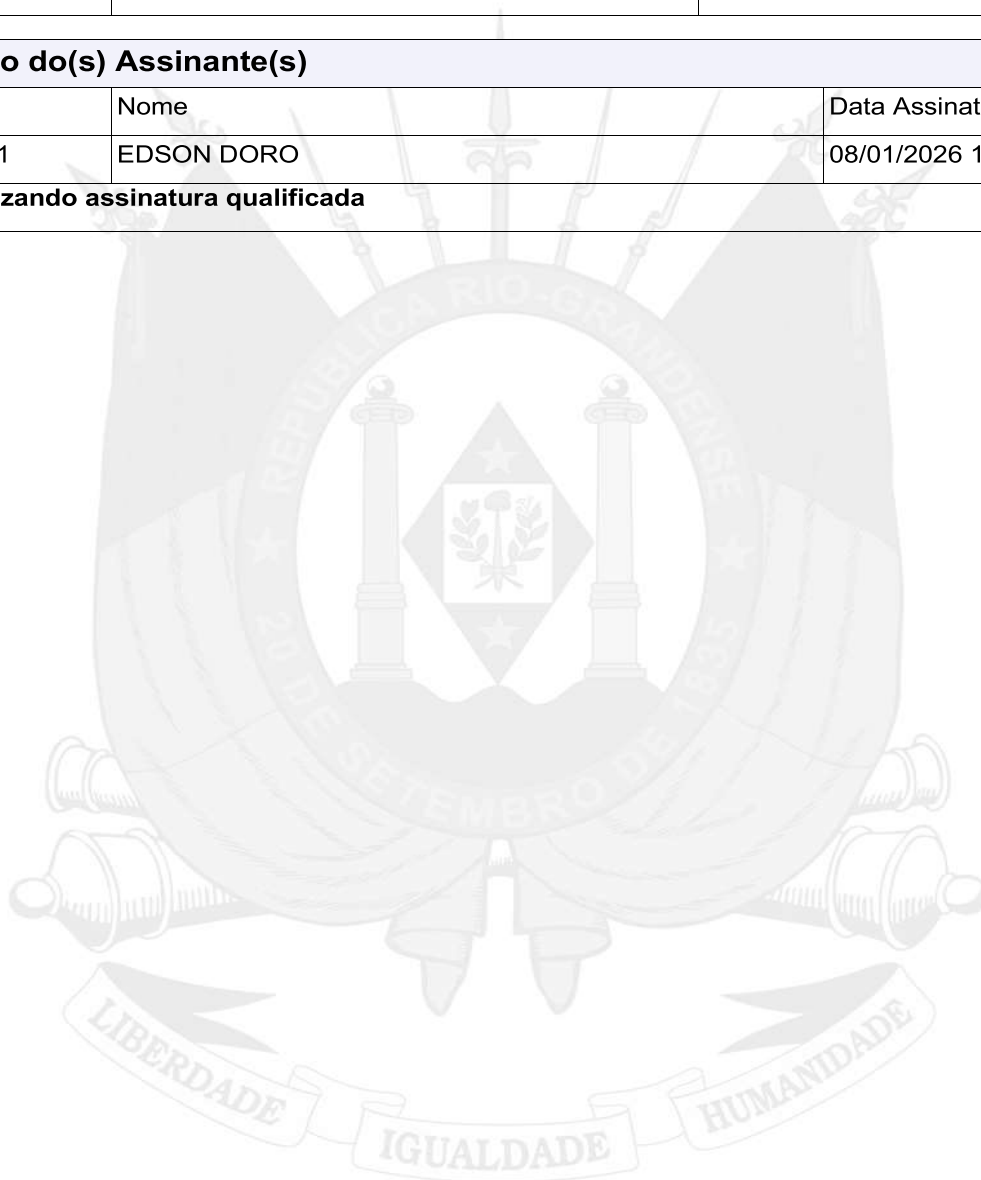 o do(s) Assinante(s)
Nome Data Assinat
1 EDSON DORO 08/01/2026 1
zando assinatura qualificada
REPÚBLICA RIO-GRANDENSE
20 DE SETEMBRO DE 1835
LIBERDADE IGUALDADE HUMANIDADE